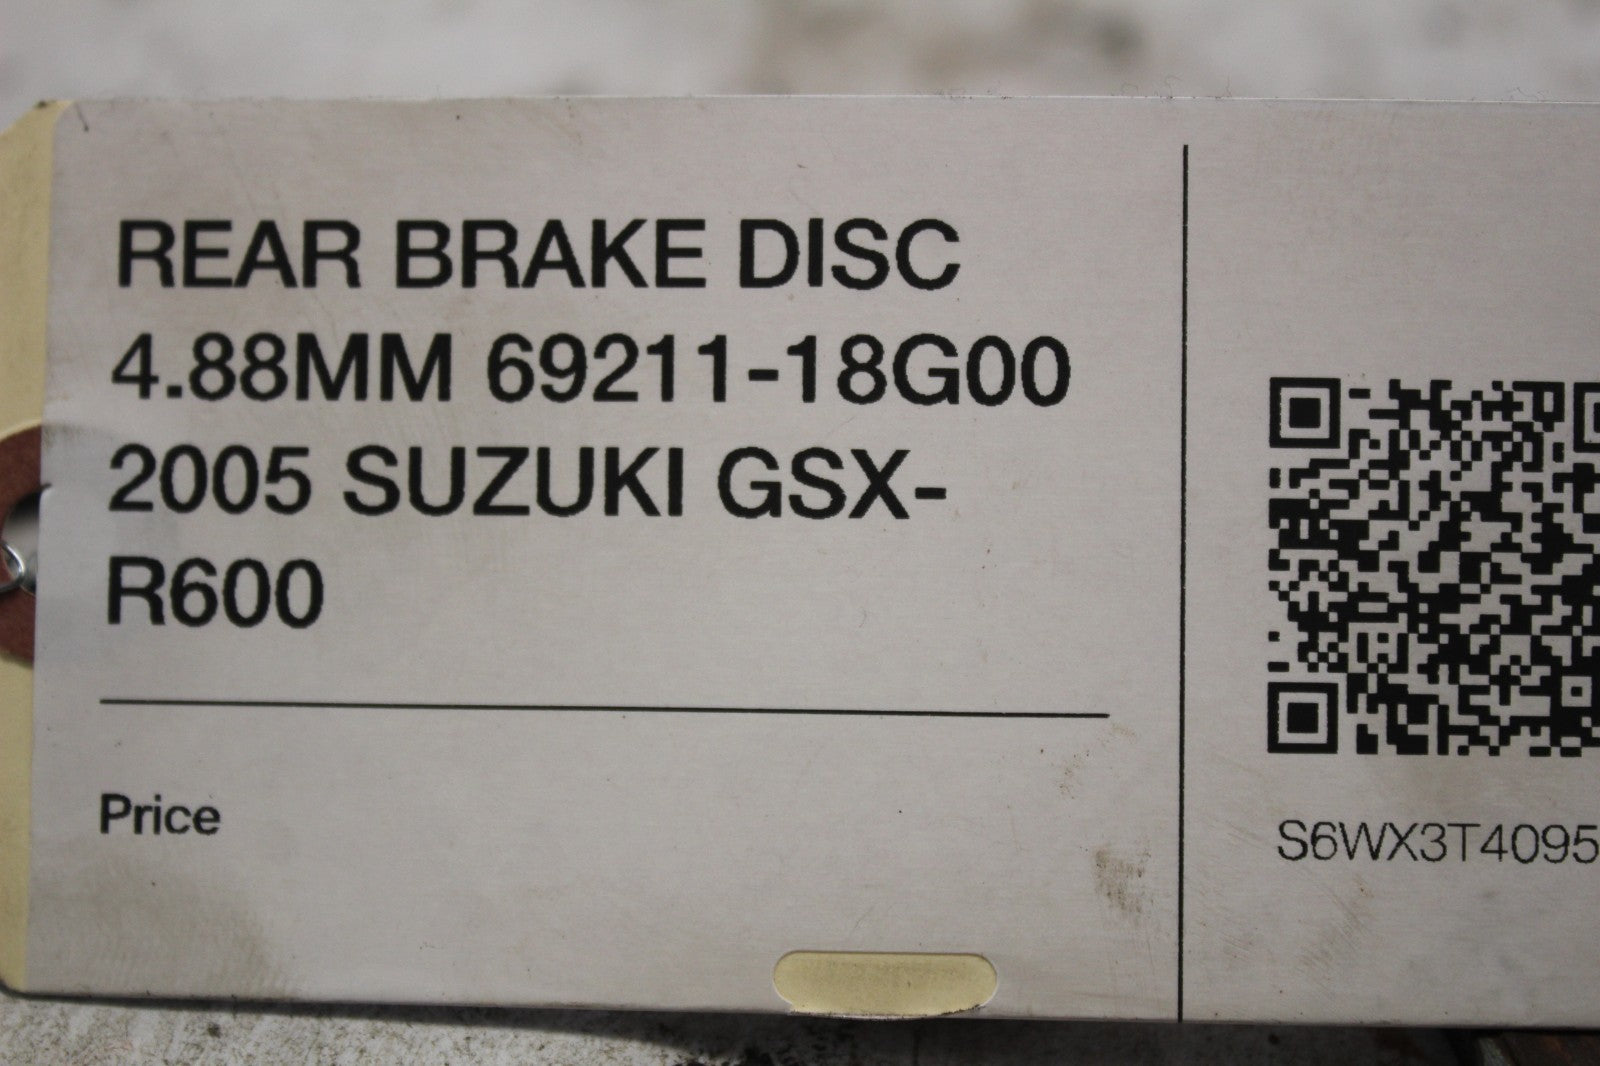 REAR BRAKE DISC
4.88MM 69211-18G00
2005 SUZUKI GSX-
R600
Price
S6WX3T4095